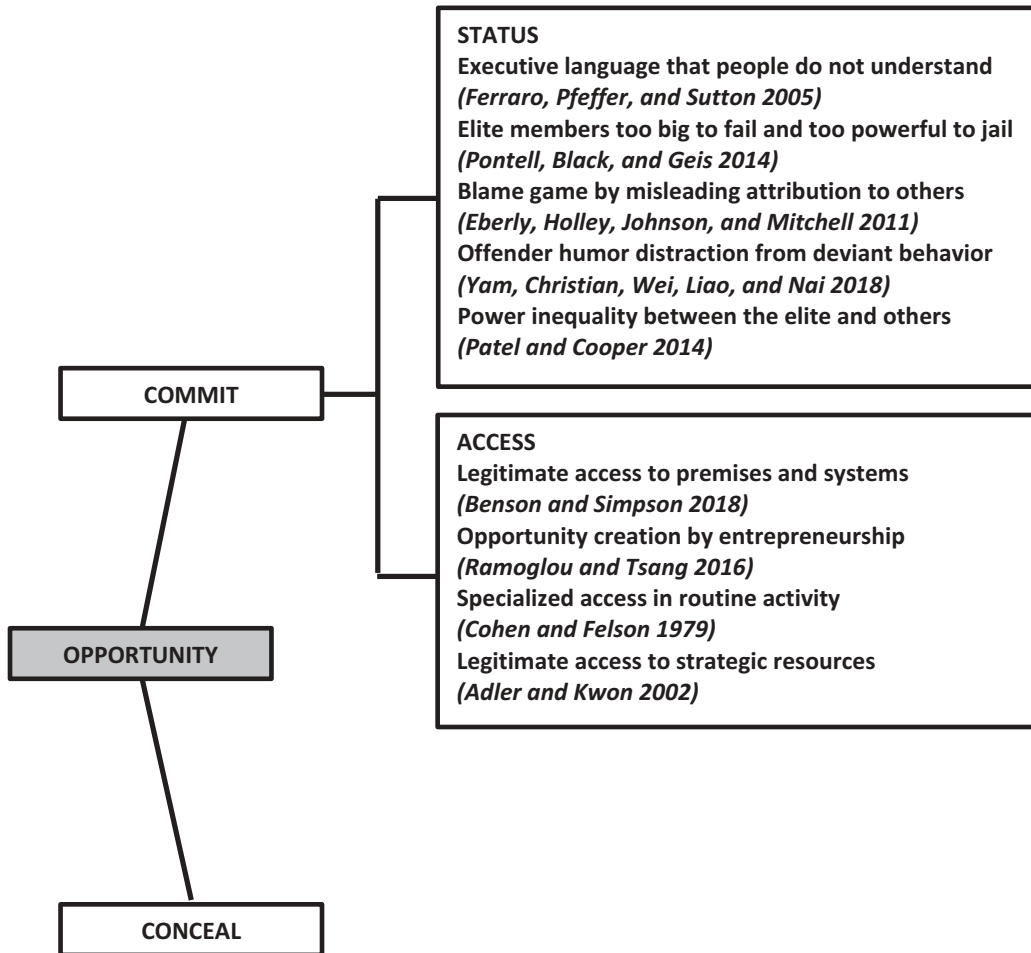 STATUS
Executive language that people do not understand
(Ferraro, Pfeffer, and Sutton 2005)
Elite members too big to fail and too powerful to jail
(Pontell, Black, and Geis 2014)
Blame game by misleading attribution to others
(Eberly, Holley, Johnson, and Mitchell 2011)
Offender humor distraction from deviant behavior
(Yam, Christian, Wei, Liao, and Nai 2018)
Power inequality between the elite and others
(Patel and Cooper 2014)
COMMIT
ACCESS
Legitimate access to premises and systems
(Benson and Simpson 2018)
Opportunity creation by entrepreneurship
(Ramoglou and Tsang 2016)
Specialized access in routine activity
(Cohen and Felson 1979)
Legitimate access to strategic resources
(Adler and Kwon 2002)
OPPORTUNITY
CONCEAL